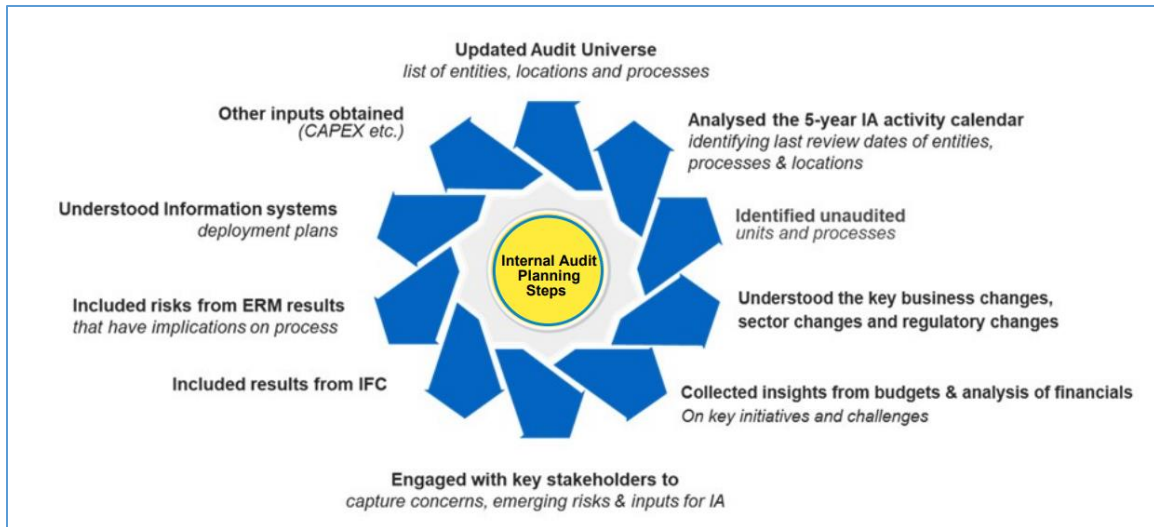 Updated Audit Universe
list of entities, locations and processes
Other inputs obtained
(CAPEX etc.)
Analysed the 5-year IA activity calendar
identifying last review dates of entities,
processes & locations
Understood Information systems
deployment plans
Identified unaudited
units and processes
Internal Audit
Planning
Steps
Included risks from ERM results
that have implications on process
Understood the key business changes,
sector changes and regulatory changes
Included results from IFC
Collected insights from budgets & analysis of financials
On key initiatives and challenges
Engaged with key stakeholders to
capture concerns, emerging risks & inputs for IA